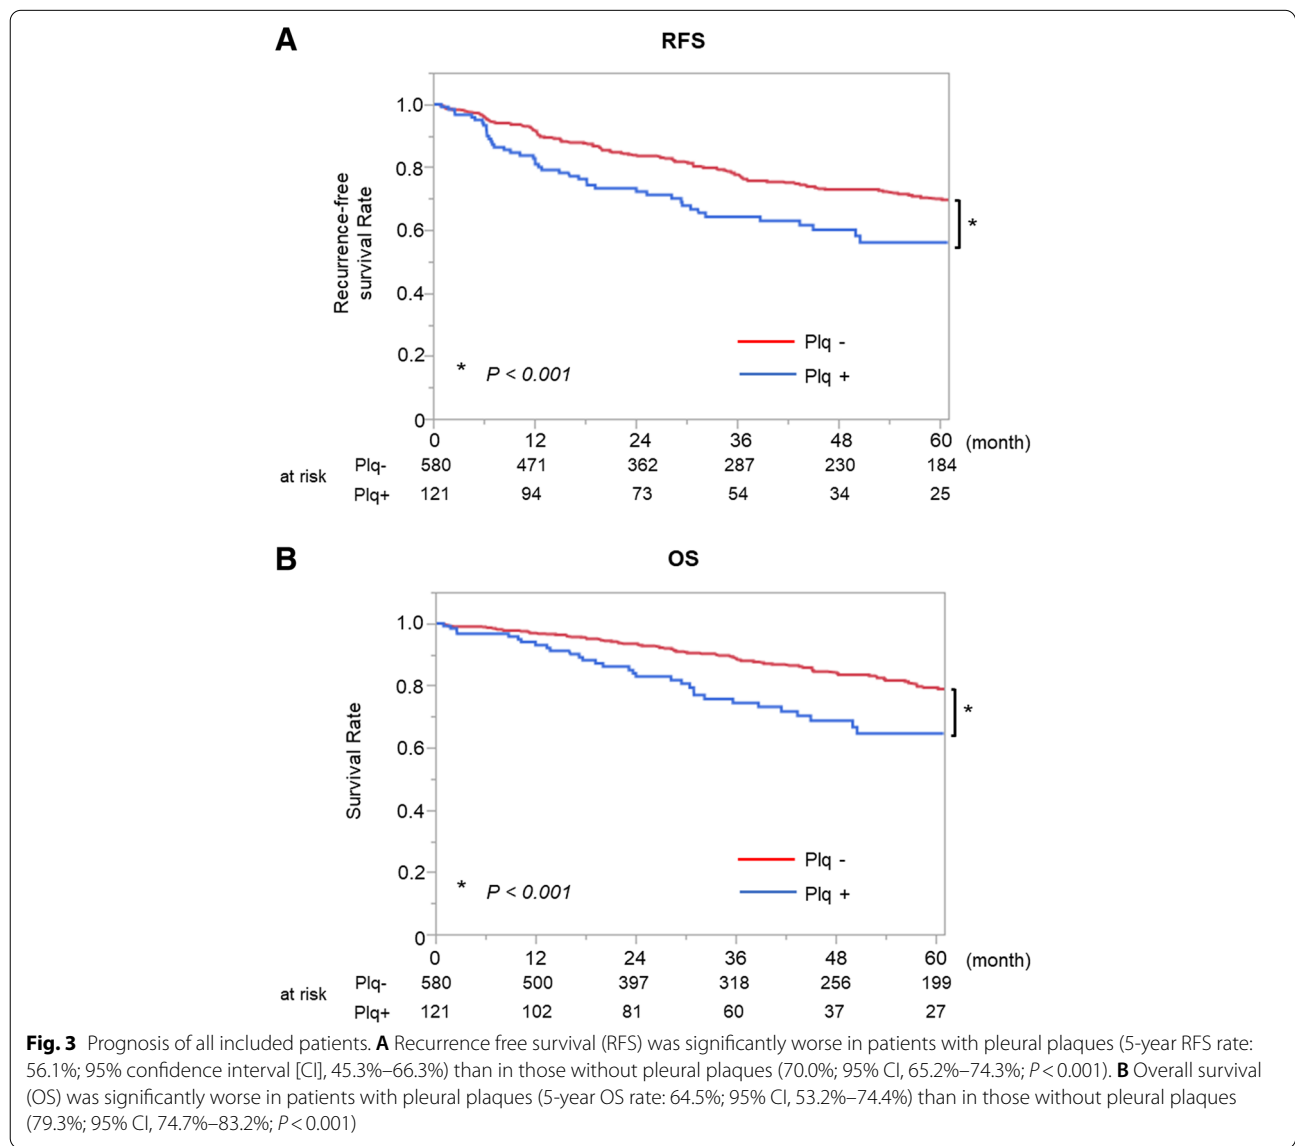 A
RFS
Recurrence-free
survival Rate
1.0
0.8
0.6
0.4
0.2
0
*
Plq -
Plq +
* P < 0.001
0 12 24 36 48 60 (month)
at risk
Plq- 580 471 362 287 230 184
Plq+ 121 94 73 54 34 25
B
OS
Survival Rate
1.0
0.8
0.6
0.4
0.2
0
*
Plq -
Plq +
* P < 0.001
0 12 24 36 48 60 (month)
at risk
Plq- 580 500 397 318 256 199
Plq+ 121 102 81 60 37 27
Fig. 3 Prognosis of all included patients. A Recurrence free survival (RFS) was significantly worse in patients with pleural plaques (5-year RFS rate:
56.1%; 95% confidence interval [CI], 45.3%–66.3%) than in those without pleural plaques (70.0%; 95% CI, 65.2%–74.3%; P < 0.001). B Overall survival
(OS) was significantly worse in patients with pleural plaques (5-year OS rate: 64.5%; 95% CI, 53.2%–74.4%) than in those without pleural plaques
(79.3%; 95% CI, 74.7%–83.2%; P < 0.001)